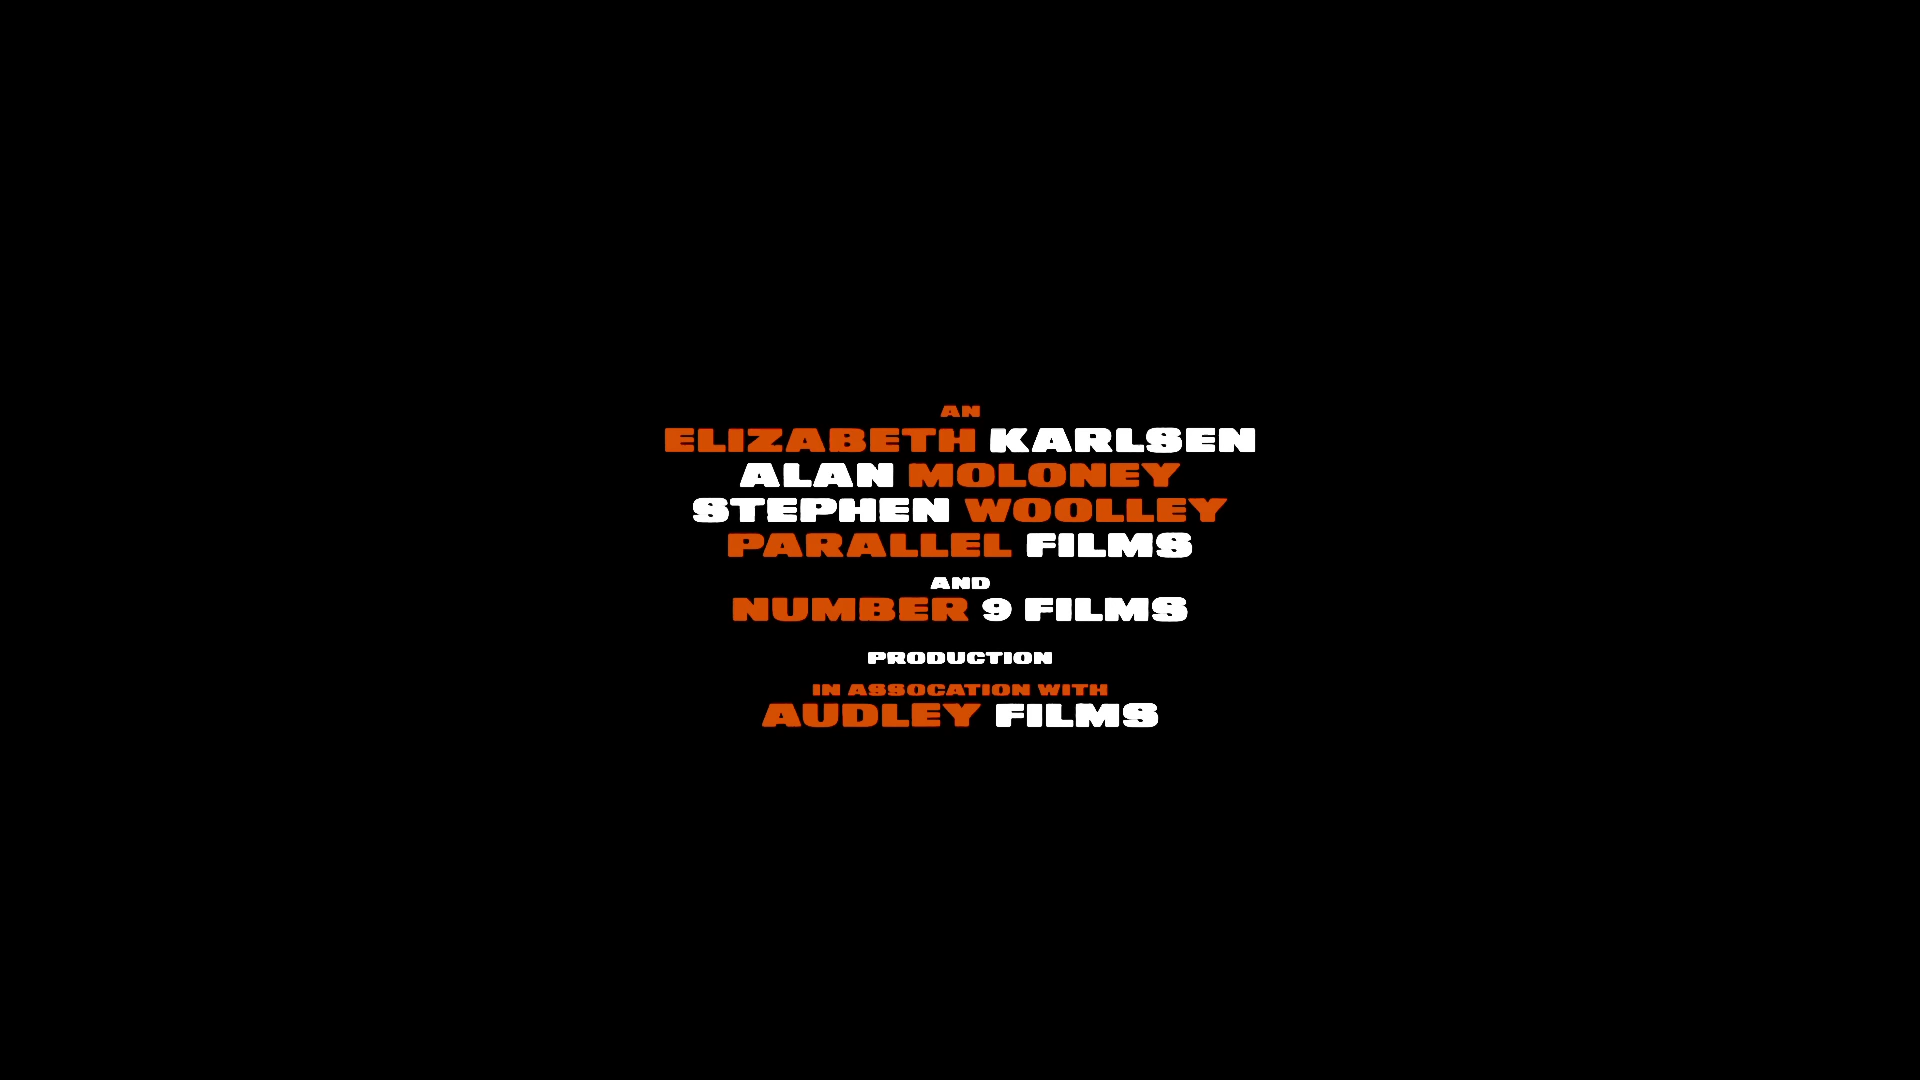 AN
ELIZABETH KARLSEN
ALAN MOLONEY
STEPHEN WOOLLEY
PARALLEL FILMS
AND
NUMBER 9 FILMS
PRODUCTION
IN ASSOCATION WITH
AUDLEY FILMS